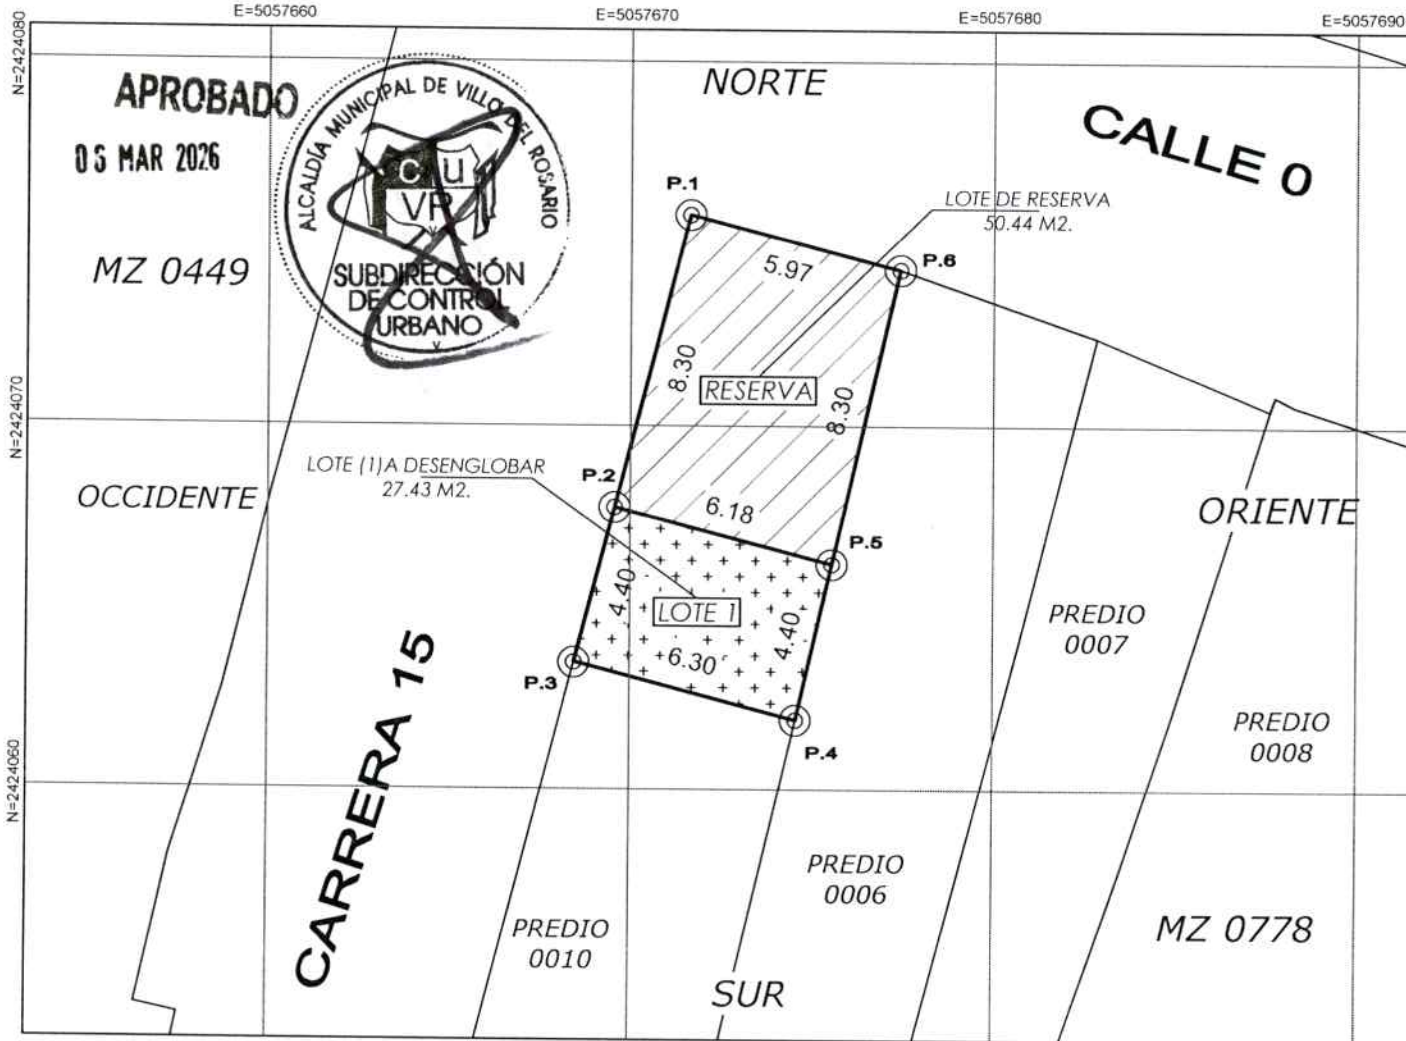 E=5057660
E=5057670
E=5057680
E=5057690
N=2424080
N=2424070
N=2424060
APROBADO
05 MAR 2026
ALCALDÍA MUNICIPAL DE VILLA DEL ROSARIO
C U
VR
SUBDIRECCIÓN
DE CONTROL
URBANO
NORTE
CALLE 0
MZ 0449
P.1
LOTE DE RESERVA
50.44 M2.
P.6
5.97
8.30
RESERVA
8.30
LOTE (1)A DESENGLOBAR
27.43 M2.
P.2
OCCIDENTE
6.18
ORIENTE
P.5
4.40
LOTE 1
4.40
6.30
P.3
P.4
PREDIO
0007
CARRERA 15
PREDIO
0008
PREDIO
0006
PREDIO
0010
MZ 0778
SUR